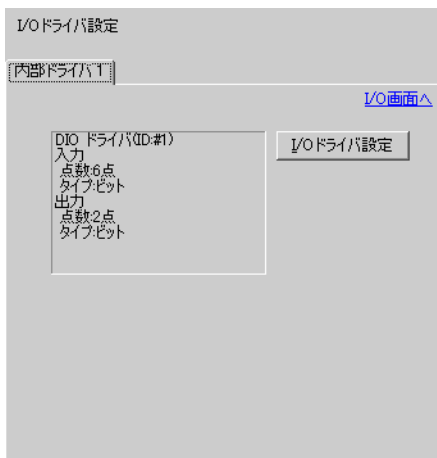 I/Oドライバ設定
内部ドライバ1
I/O画面へ
DIO ドライバ(ID:#1)
入力
点数:6点
タイプ:ビット
出力
点数:2点
タイプ:ビット
I/Oドライバ設定